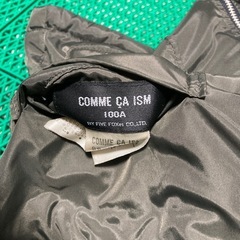 COMME ÇA ISM
100A
BY FIVE FOXes CO.,LTD.
COMME ÇA ISM